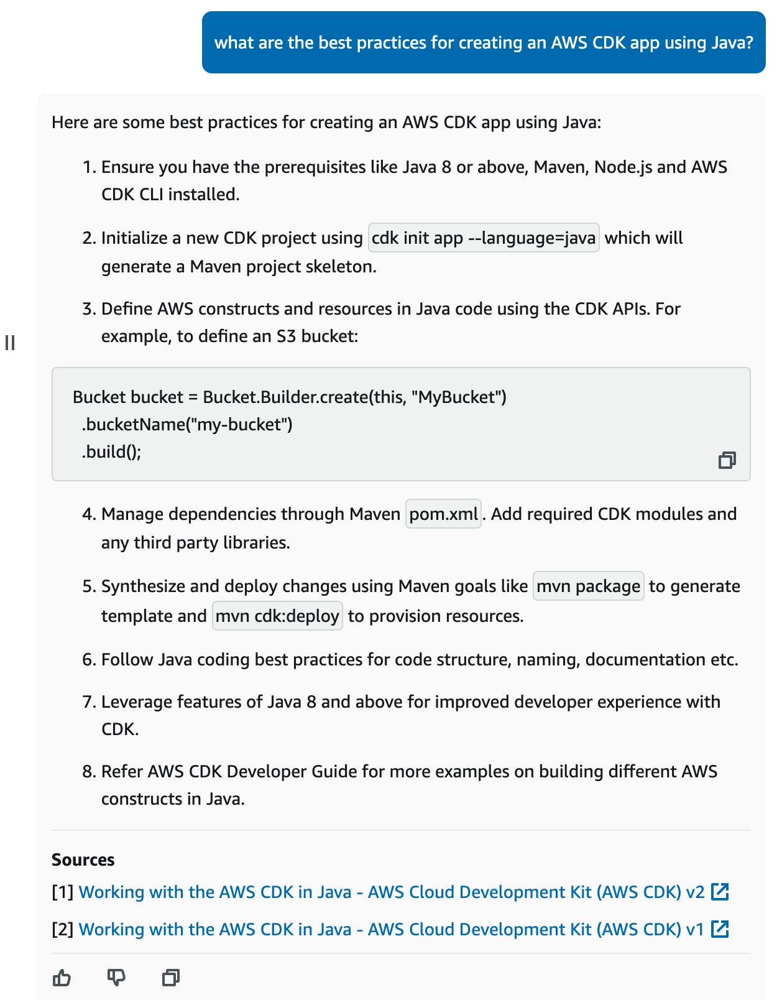 what are the best practices for creating an AWS CDK app using Java?
Here are some best practices for creating an AWS CDK app using Java:
1. Ensure you have the prerequisites like Java 8 or above, Maven, Node.js and AWS
CDK CLI installed.
2. Initialize a new CDK project using cdk init app --language=java which will
generate a Maven project skeleton.
3. Define AWS constructs and resources in Java code using the CDK APIs. For
example, to define an S3 bucket:
Bucket bucket = Bucket.Builder.create(this, "MyBucket")
.bucketName("my-bucket")
.build();
4. Manage dependencies through Maven pom.xml. Add required CDK modules and
any third party libraries.
5. Synthesize and deploy changes using Maven goals like mvn package to generate
template and mvn cdk:deploy to provision resources.
6. Follow Java coding best practices for code structure, naming, documentation etc.
7. Leverage features of Java 8 and above for improved developer experience with
CDK.
8. Refer AWS CDK Developer Guide for more examples on building different AWS
constructs in Java.
Sources
[1] Working with the AWS CDK in Java - AWS Cloud Development Kit (AWS CDK) v2
[2] Working with the AWS CDK in Java - AWS Cloud Development Kit (AWS CDK) v1